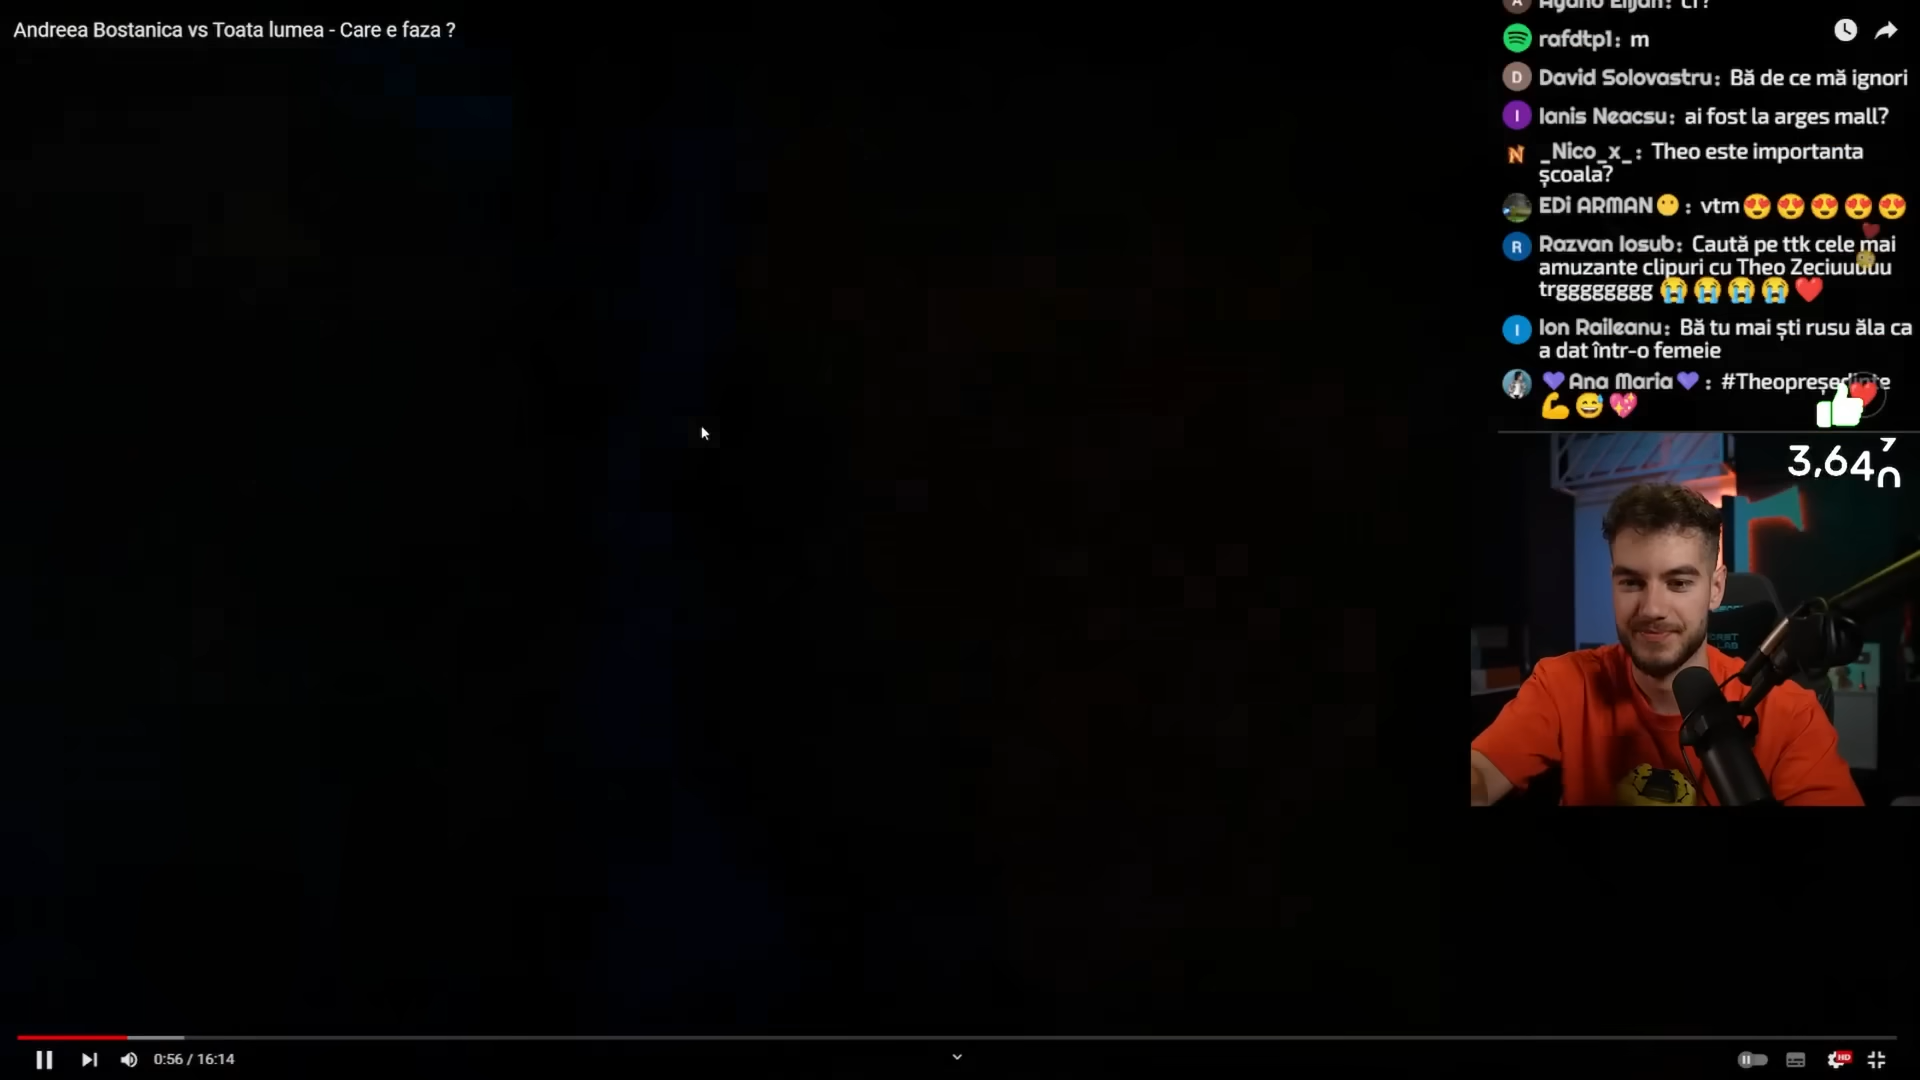 Andreea Bostanica vs Toata lumea - Care e faza ?
rafdtp1: m
David Solovastru: Bă de ce mă ignori
Ianis Neacsu: ai fost la arges mall?
_Nico_x_: Theo este importanta
școala?
EDi ARMAN😶: vtm😍😍😍😍😍
Razvan Iosub: Caută pe ttk cele mai
amuzante clipuri cu Theo Zeciuuuuu
trggggggggg 😭😭😭😭❤️
Ion Raileanu: Bă tu mai ști rusu ăla ca
a dat într-o femeie
💜Ana Maria💜: #Theopreședinte
💪😅💖
3,64
0:56 / 16:14
HD